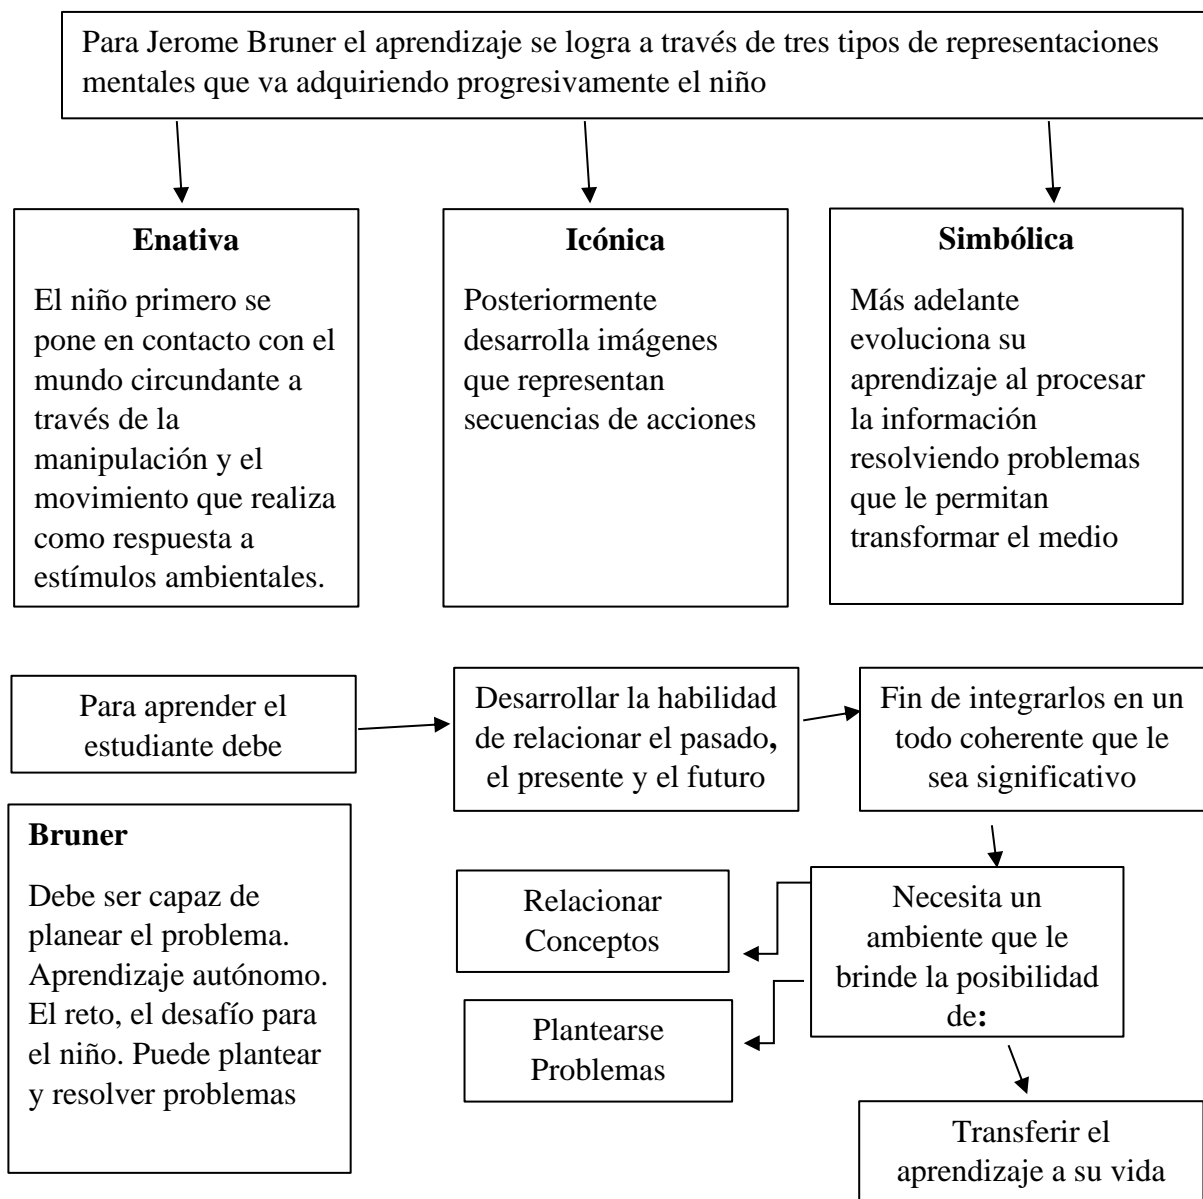 Para Jerome Bruner el aprendizaje se logra a través de tres tipos de representaciones
mentales que va adquiriendo progresivamente el niño
Enativa
El niño primero se
pone en contacto con el
mundo circundante a
través de la
manipulación y el
movimiento que realiza
como respuesta a
estímulos ambientales.
Icónica
Posteriormente
desarrolla imágenes
que representan
secuencias de acciones
Simbólica
Más adelante
evoluciona su
aprendizaje al procesar
la información
resolviendo problemas
que le permitan
transformar el medio
Para aprender el
estudiante debe
Desarrollar la habilidad
de relacionar el pasado,
el presente y el futuro
Fin de integrarlos en un
todo coherente que le
sea significativo
Bruner
Debe ser capaz de
planear el problema.
Aprendizaje autónomo.
El reto, el desafío para
el niño. Puede plantear
y resolver problemas
Relacionar
Conceptos
Plantearse
Problemas
Necesita un
ambiente que le
brinde la posibilidad
de:
Transferir el
aprendizaje a su vida